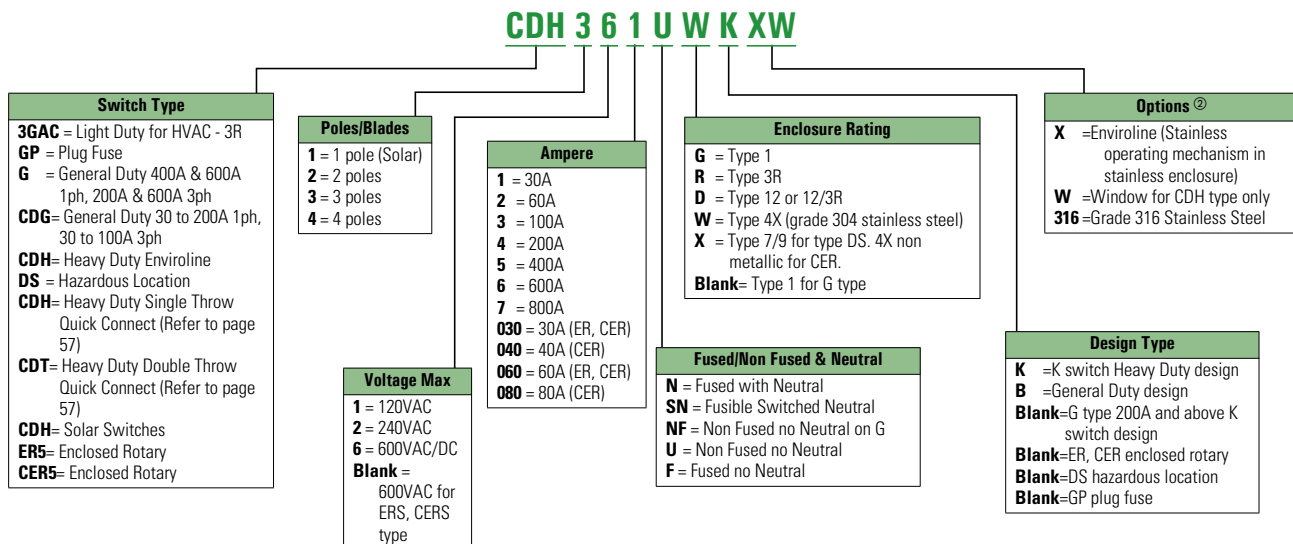 CDH 3 6 1 U W K XW
Switch Type
3GAC = Light Duty for HVAC - 3R
GP = Plug Fuse
G = General Duty 400A & 600A
1ph, 200A & 600A 3ph
CDG= General Duty 30 to 200A 1ph,
30 to 100A 3ph
CDH= Heavy Duty Enviroline
DS = Hazardous Location
CDH= Heavy Duty Single Throw
Quick Connect (Refer to page
57)
CDT= Heavy Duty Double Throw
Quick Connect (Refer to page
57)
CDH= Solar Switches
ER5= Enclosed Rotary
CER5= Enclosed Rotary
Poles/Blades
1 = 1 pole (Solar)
2 = 2 poles
3 = 3 poles
4 = 4 poles
Voltage Max
1 = 120VAC
2 = 240VAC
6 = 600VAC/DC
Blank =
600VAC for
ERS, CERS
type
Ampere
1 = 30A
2 = 60A
3 = 100A
4 = 200A
5 = 400A
6 = 600A
7 = 800A
030 = 30A (ER, CER)
040 = 40A (CER)
060 = 60A (ER, CER)
080 = 80A (CER)
Fused/Non Fused & Neutral
N = Fused with Neutral
SN = Fusible Switched Neutral
NF = Non Fused no Neutral on G
U = Non Fused no Neutral
F = Fused no Neutral
Enclosure Rating
G = Type 1
R = Type 3R
D = Type 12 or 12/3R
W = Type 4X (grade 304 stainless steel)
X = Type 7/9 for type DS. 4X non
metallic for CER.
Blank= Type 1 for G type
Design Type
K =K switch Heavy Duty design
B =General Duty design
Blank=G type 200A and above K
switch design
Blank=ER, CER enclosed rotary
Blank=DS hazardous location
Blank=GP plug fuse
Options ②
X =Enviroline (Stainless
operating mechanism in
stainless enclosure)
W =Window for CDH type only
316 =Grade 316 Stainless Steel